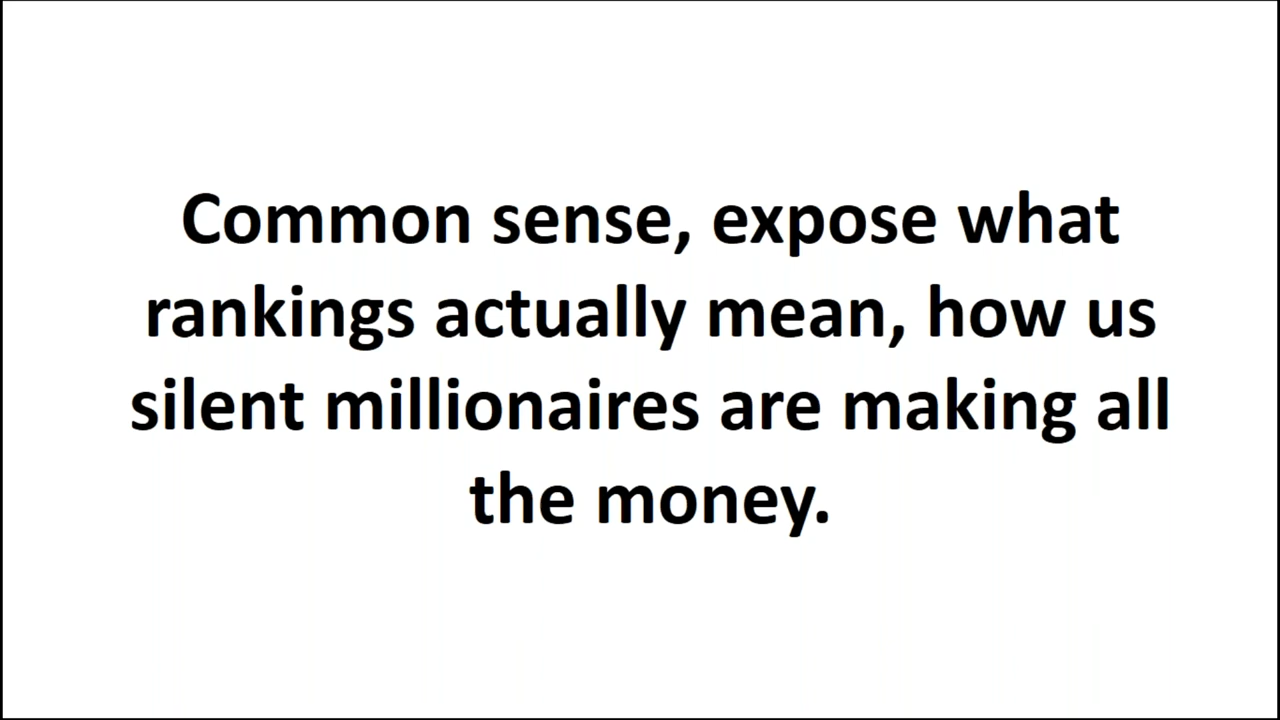 Common sense, expose what
rankings actually mean, how us
silent millionaires are making all
the money.